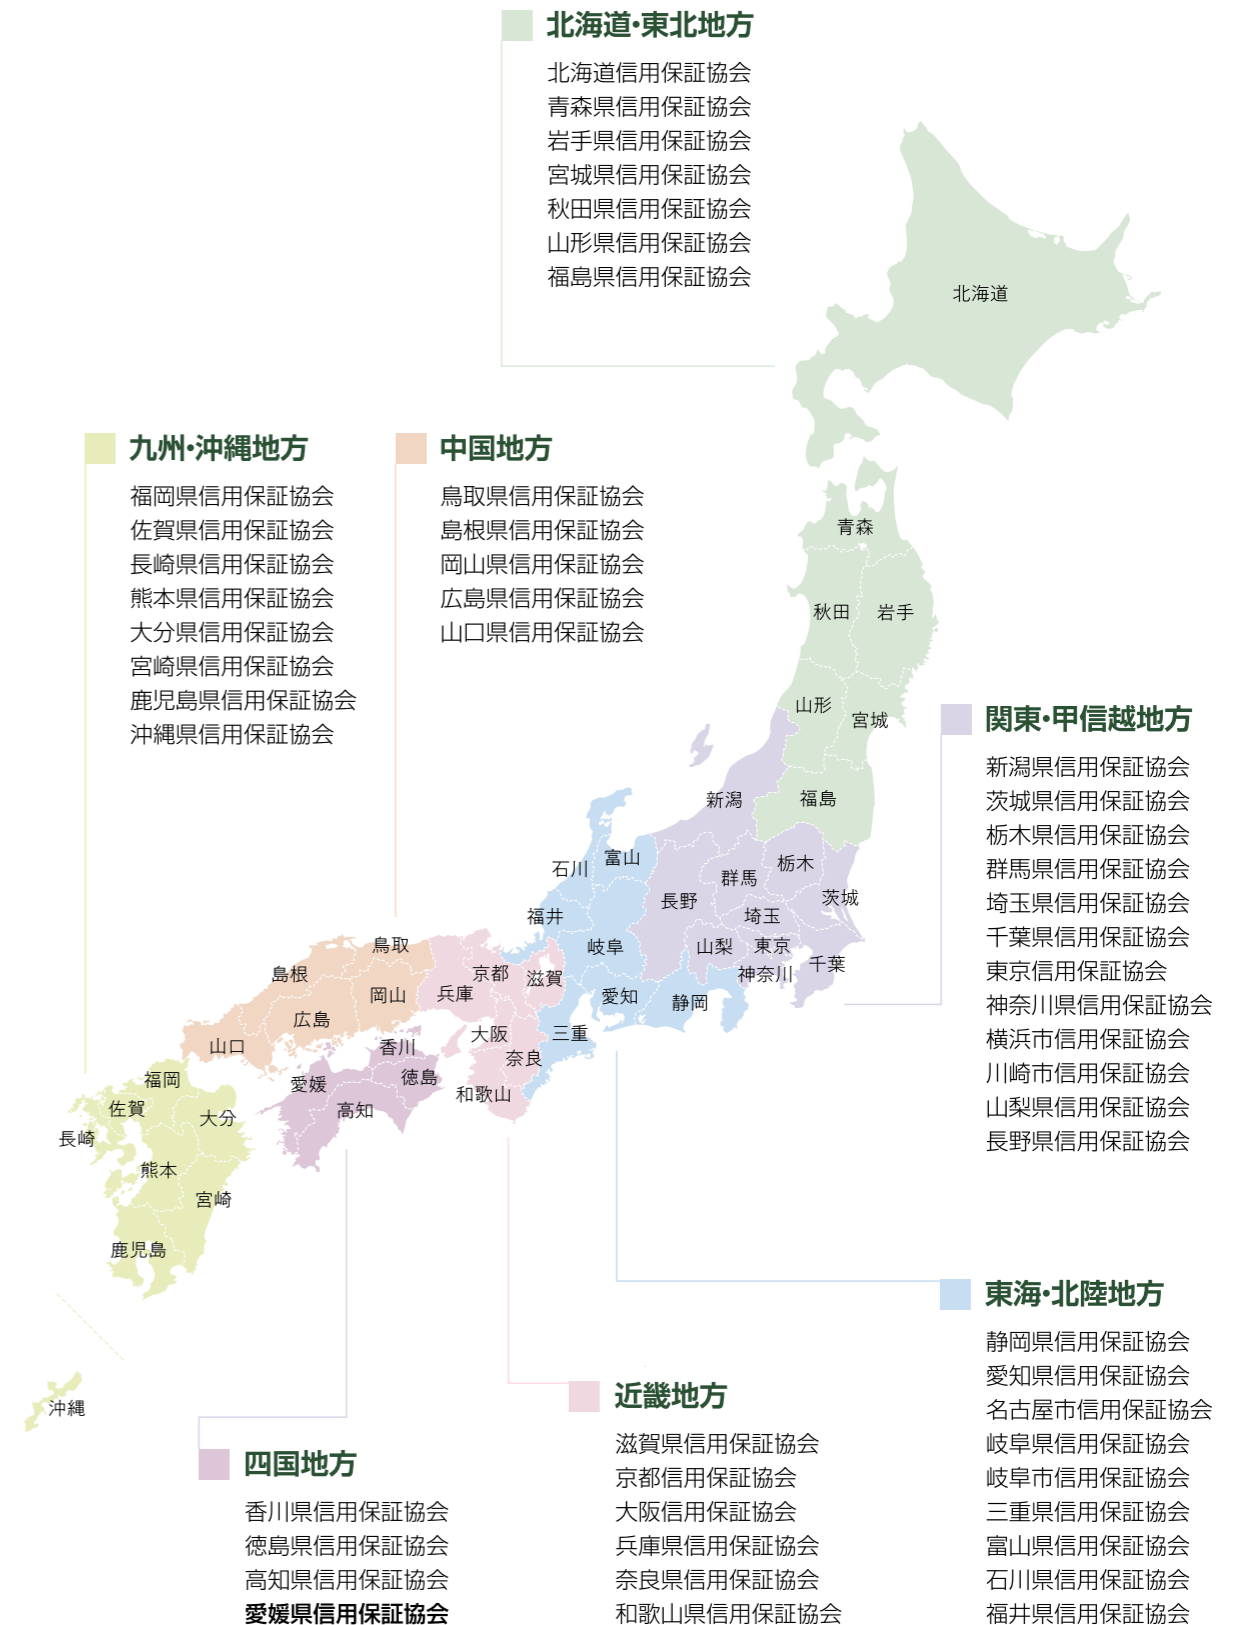 北海道・東北地方
北海道信用保証協会
青森県信用保証協会
岩手県信用保証協会
宮城県信用保証協会
秋田県信用保証協会
山形県信用保証協会
福島県信用保証協会
九州・沖縄地方
福岡県信用保証協会
佐賀県信用保証協会
長崎県信用保証協会
熊本県信用保証協会
大分県信用保証協会
宮崎県信用保証協会
鹿児島県信用保証協会
沖縄県信用保証協会
中国地方
鳥取県信用保証協会
島根県信用保証協会
岡山県信用保証協会
広島県信用保証協会
山口県信用保証協会
関東・甲信越地方
新潟県信用保証協会
茨城県信用保証協会
栃木県信用保証協会
群馬県信用保証協会
埼玉県信用保証協会
千葉県信用保証協会
東京信用保証協会
神奈川県信用保証協会
横浜市信用保証協会
川崎市信用保証協会
山梨県信用保証協会
長野県信用保証協会
東海・北陸地方
静岡県信用保証協会
愛知県信用保証協会
名古屋市信用保証協会
岐阜県信用保証協会
岐阜市信用保証協会
三重県信用保証協会
富山県信用保証協会
石川県信用保証協会
福井県信用保証協会
近畿地方
滋賀県信用保証協会
京都信用保証協会
大阪信用保証協会
兵庫県信用保証協会
奈良県信用保証協会
和歌山県信用保証協会
四国地方
香川県信用保証協会
徳島県信用保証協会
高知県信用保証協会
愛媛県信用保証協会
北海道
青森
秋田
岩手
山形
宮城
福島
新潟
富山
石川
栃木
群馬
茨城
長野
埼玉
福井
山梨
東京
岐阜
千葉
神奈川
鳥取
島根
京都
滋賀
兵庫
岡山
愛知
静岡
広島
大阪
三重
山口
香川
奈良
福岡
愛媛
徳島
和歌山
佐賀
高知
大分
長崎
熊本
宮崎
鹿児島
沖縄